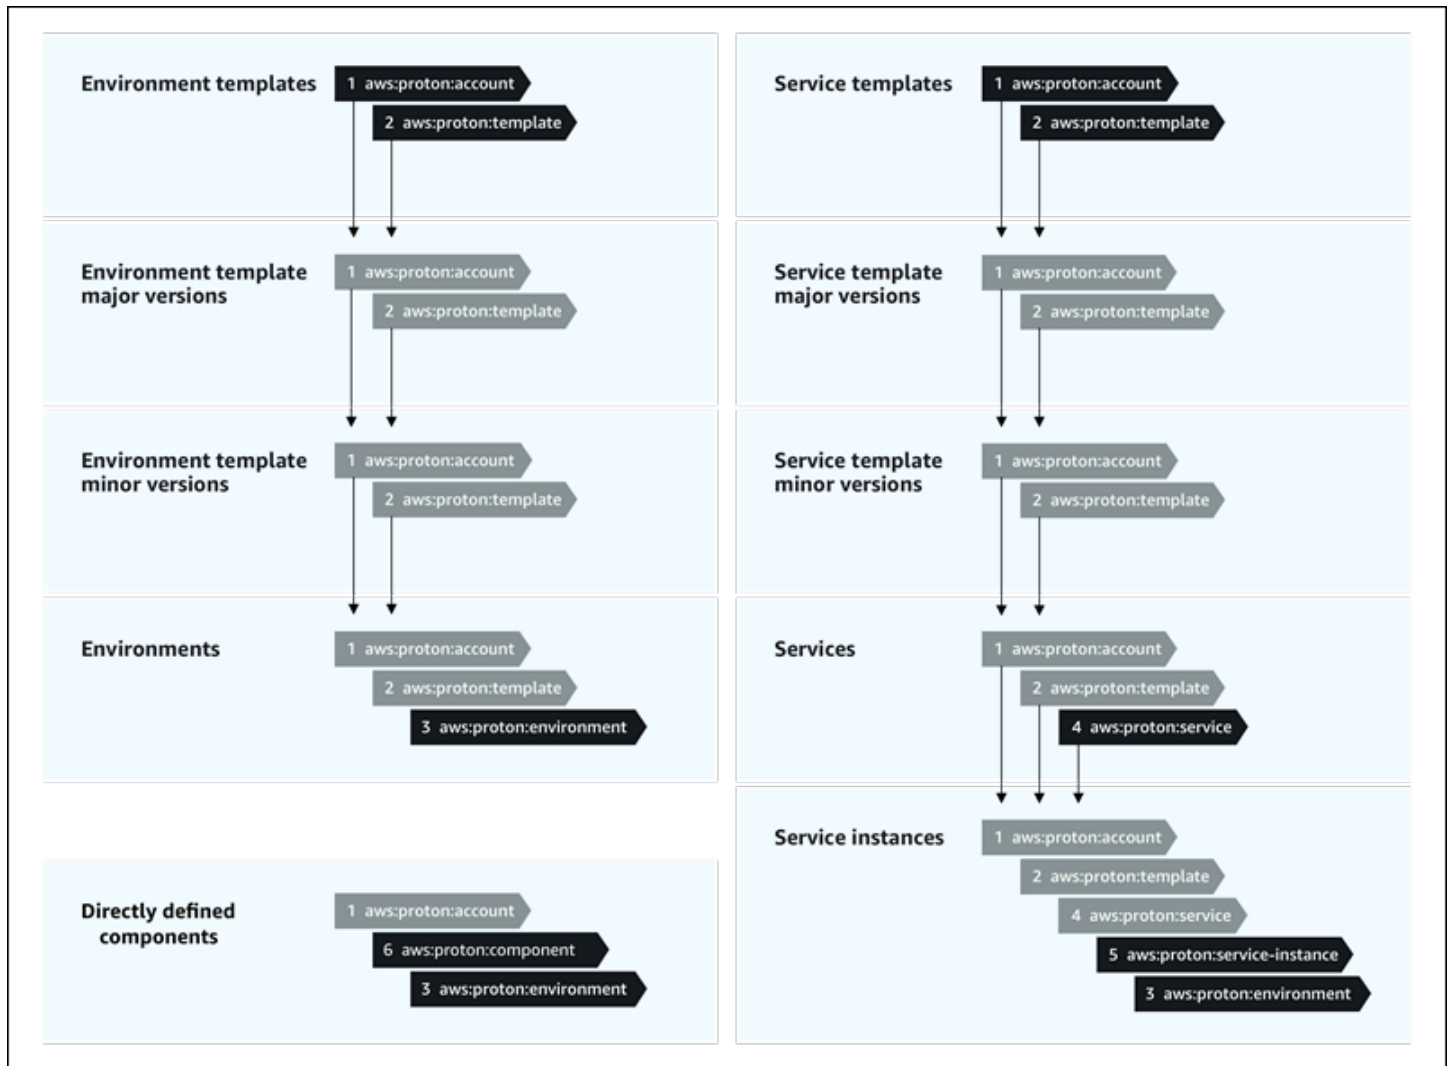 Environment templates
1 aws:proton:account
2 aws:proton:template
Environment template
major versions
1 aws:proton:account
2 aws:proton:template
Environment template
minor versions
1 aws:proton:account
2 aws:proton:template
Environments
1 aws:proton:account
2 aws:proton:template
3 aws:proton:environment
Directly defined
components
1 aws:proton:account
6 aws:proton:component
3 aws:proton:environment
Service templates
1 aws:proton:account
2 aws:proton:template
Service template
major versions
1 aws:proton:account
2 aws:proton:template
Service template
minor versions
1 aws:proton:account
2 aws:proton:template
Services
1 aws:proton:account
2 aws:proton:template
4 aws:proton:service
Service instances
1 aws:proton:account
2 aws:proton:template
4 aws:proton:service
5 aws:proton:service-instance
3 aws:proton:environment